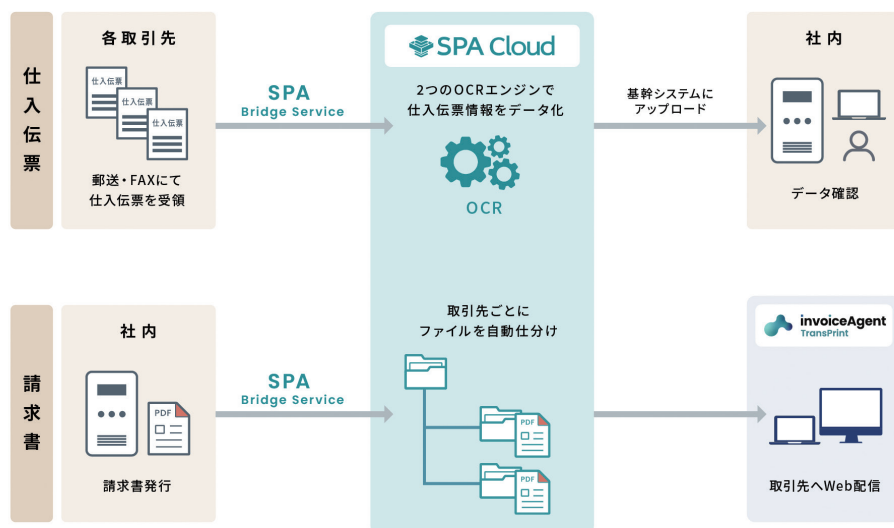 仕入伝票
各取引先
仕入伝票
仕入伝票
仕入伝票
郵送・FAXにて
仕入伝票を受領
SPA
Bridge Service
SPA Cloud
2つのOCRエンジンで
仕入伝票情報をデータ化
OCR
基幹システムに
アップロード
社内
データ確認
請求書
社内
PDF
請求書発行
SPA
Bridge Service
取引先ごとに
ファイルを自動仕分け
PDF
PDF
invoiceAgent
TransPrint
取引先へWeb配信